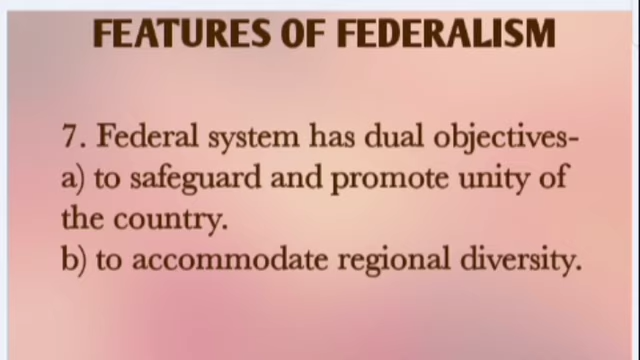 FEATURES OF FEDERALISM
7. Federal system has dual objectives-
a) to safeguard and promote unity of
the country.
b) to accommodate regional diversity.